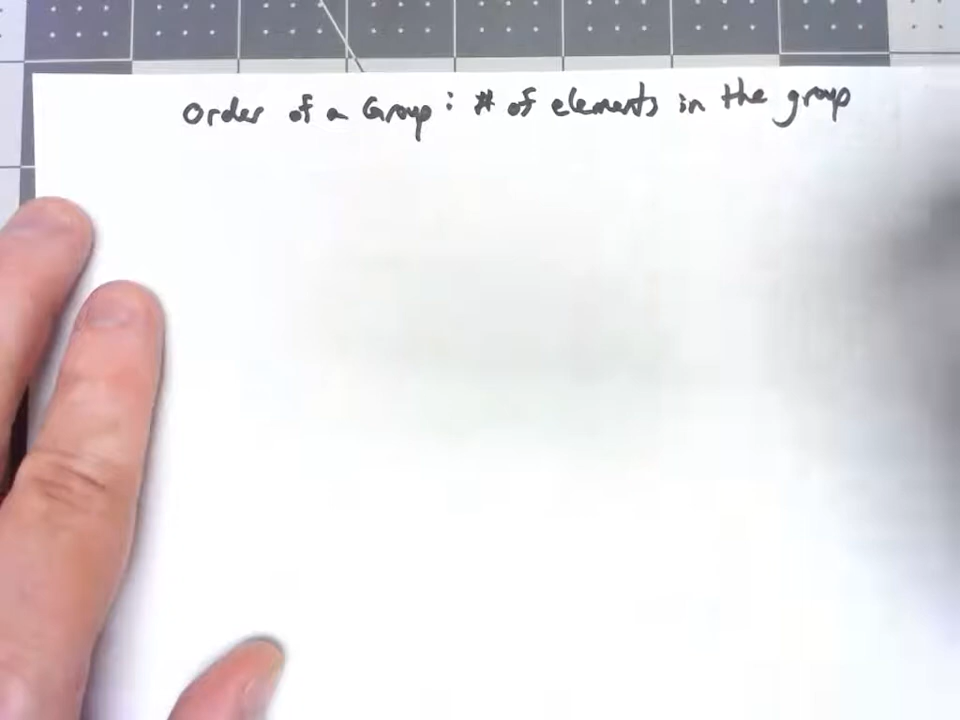 Order of a Group: # of elements in the group